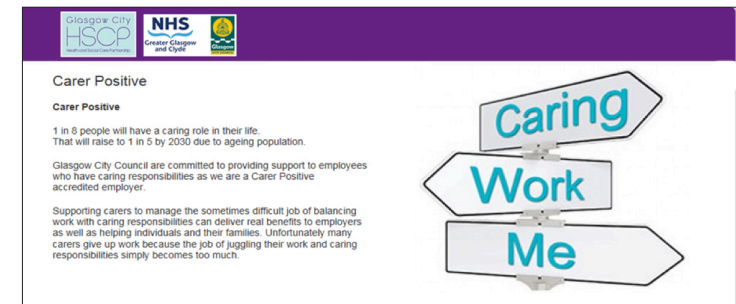 Glasgow City
HSCP
Health and Social Care Partnership
NHS
Greater Glasgow
and Clyde
Glasgow
Carer Positive
Carer Positive
1 in 8 people will have a caring role in their life.
That will raise to 1 in 5 by 2030 due to ageing population.
Glasgow City Council are committed to providing support to employees
who have caring responsibilities as we are a Carer Positive
accredited employer.
Supporting carers to manage the sometimes difficult job of balancing
work with caring responsibilities can deliver real benefits to employers
as well as helping individuals and their families. Unfortunately many
carers give up work because the job of juggling their work and caring
responsibilities simply becomes too much.
Caring
Work
Me